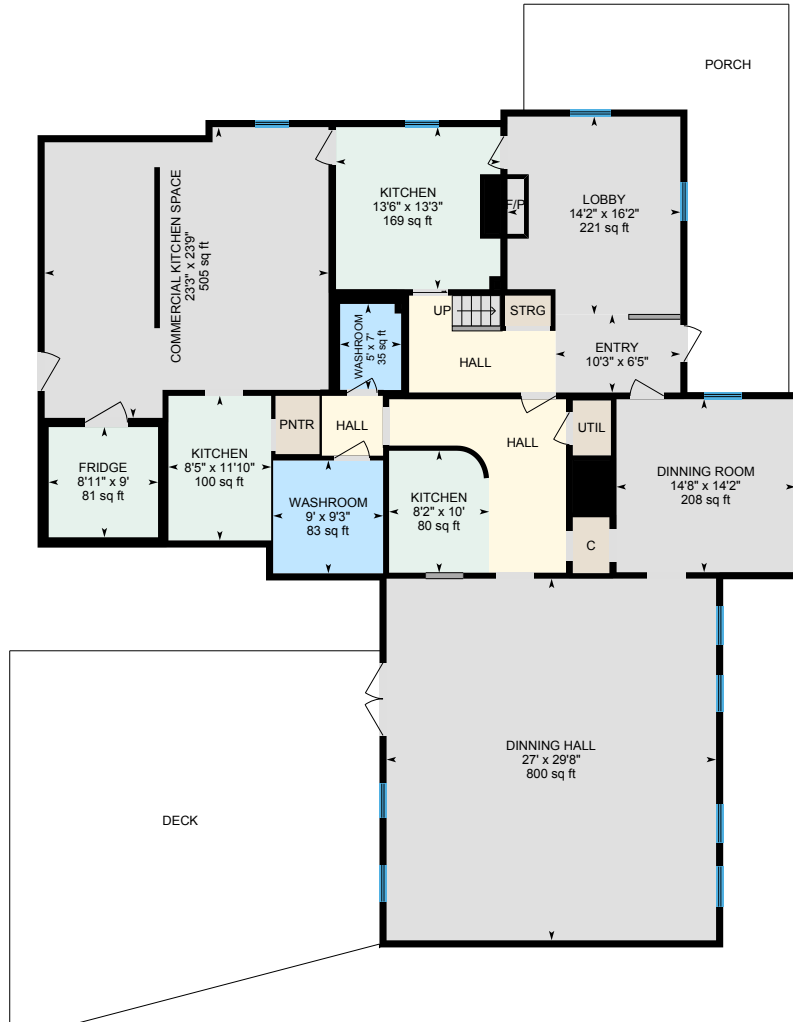 PORCH
KITCHEN
13'6" x 13'3"
169 sq ft
F/P
LOBBY
14'2" x 16'2"
221 sq ft
COMMERCIAL KITCHEN SPACE
23'3" x 23'9"
505 sq ft
UP
STRG
WASHROOM
5' x 7'
35 sq ft
HALL
ENTRY
10'3" x 6'5"
PNTR
HALL
HALL
UTIL
FRIDGE
8'11" x 9'
81 sq ft
KITCHEN
8'5" x 11'10"
100 sq ft
WASHROOM
9' x 9'3"
83 sq ft
KITCHEN
8'2" x 10'
80 sq ft
DINNING ROOM
14'8" x 14'2"
208 sq ft
C
DINNING HALL
27' x 29'8"
800 sq ft
DECK